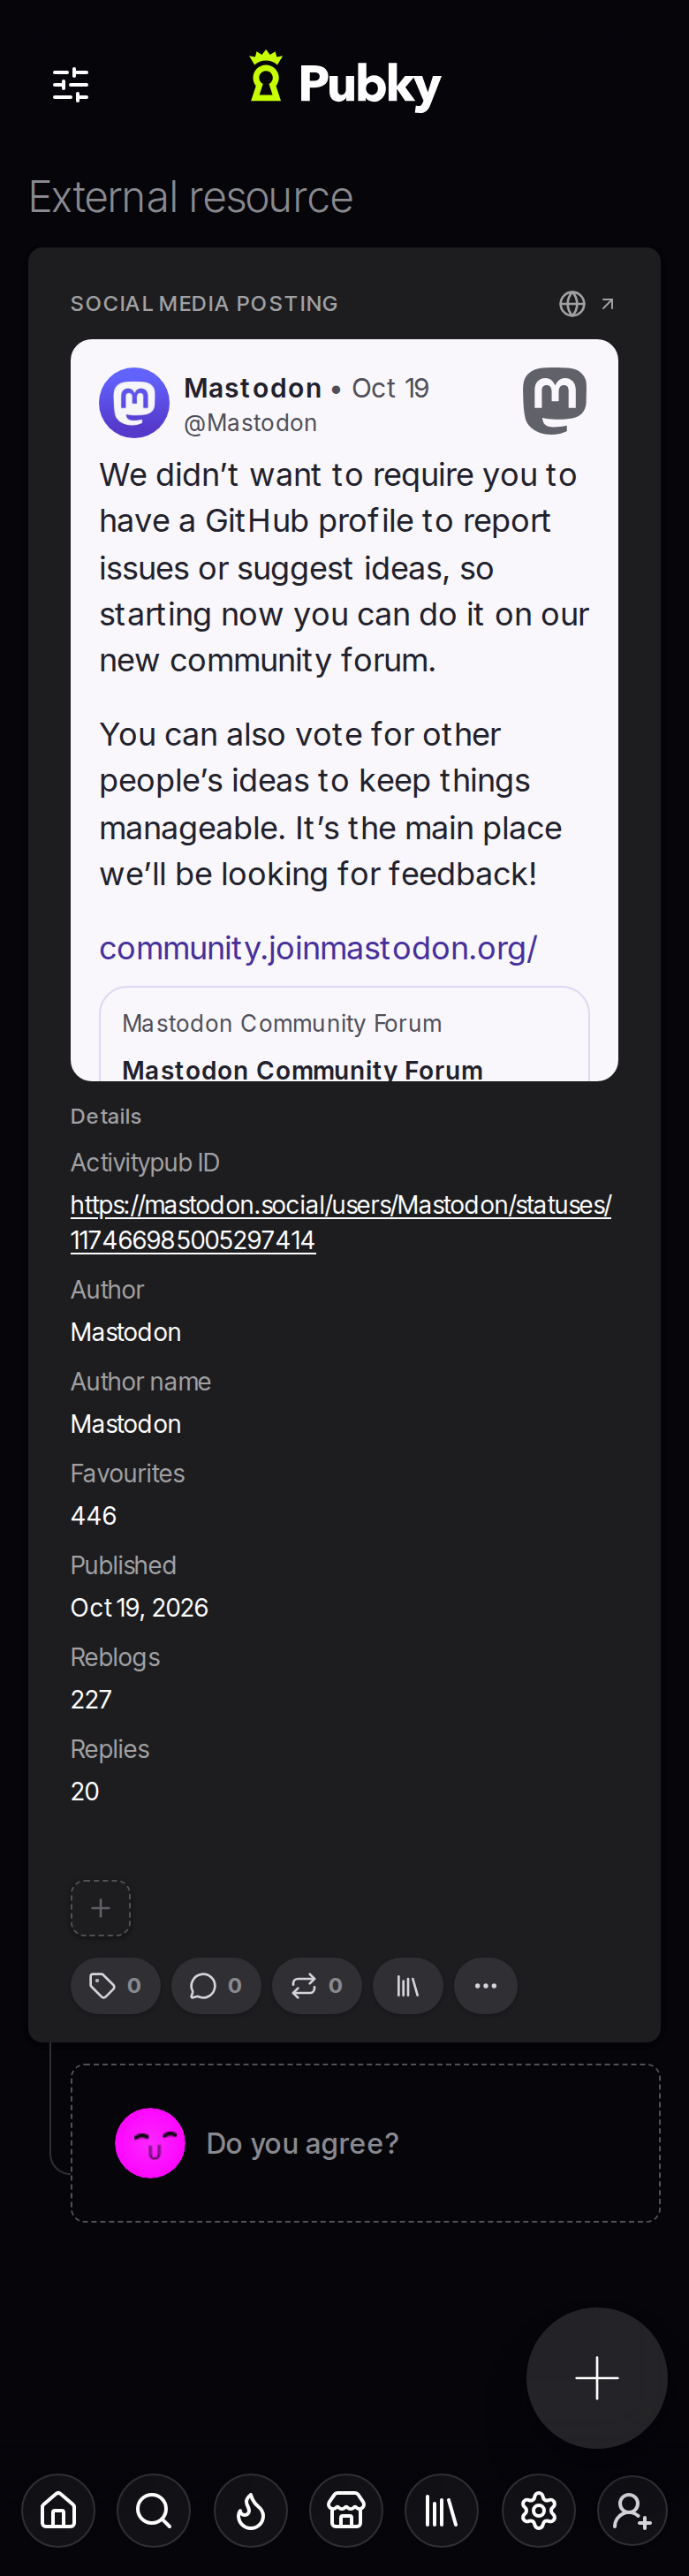 Pubky
External resource
SOCIAL MEDIA POSTING
Mastodon • Oct 19
@Mastodon
We didn’t want to require you to
have a GitHub profile to report
issues or suggest ideas, so
starting now you can do it on our
new community forum.
You can also vote for other
people’s ideas to keep things
manageable. It’s the main place
we’ll be looking for feedback!
community.joinmastodon.org/
Mastodon Community Forum
Mastodon Community Forum
Details
Activitypub ID
https://mastodon.social/users/Mastodon/statuses/
117466985005297414
Author
Mastodon
Author name
Mastodon
Favourites
446
Published
Oct 19, 2026
Reblogs
227
Replies
20
0 0 0
Do you agree?